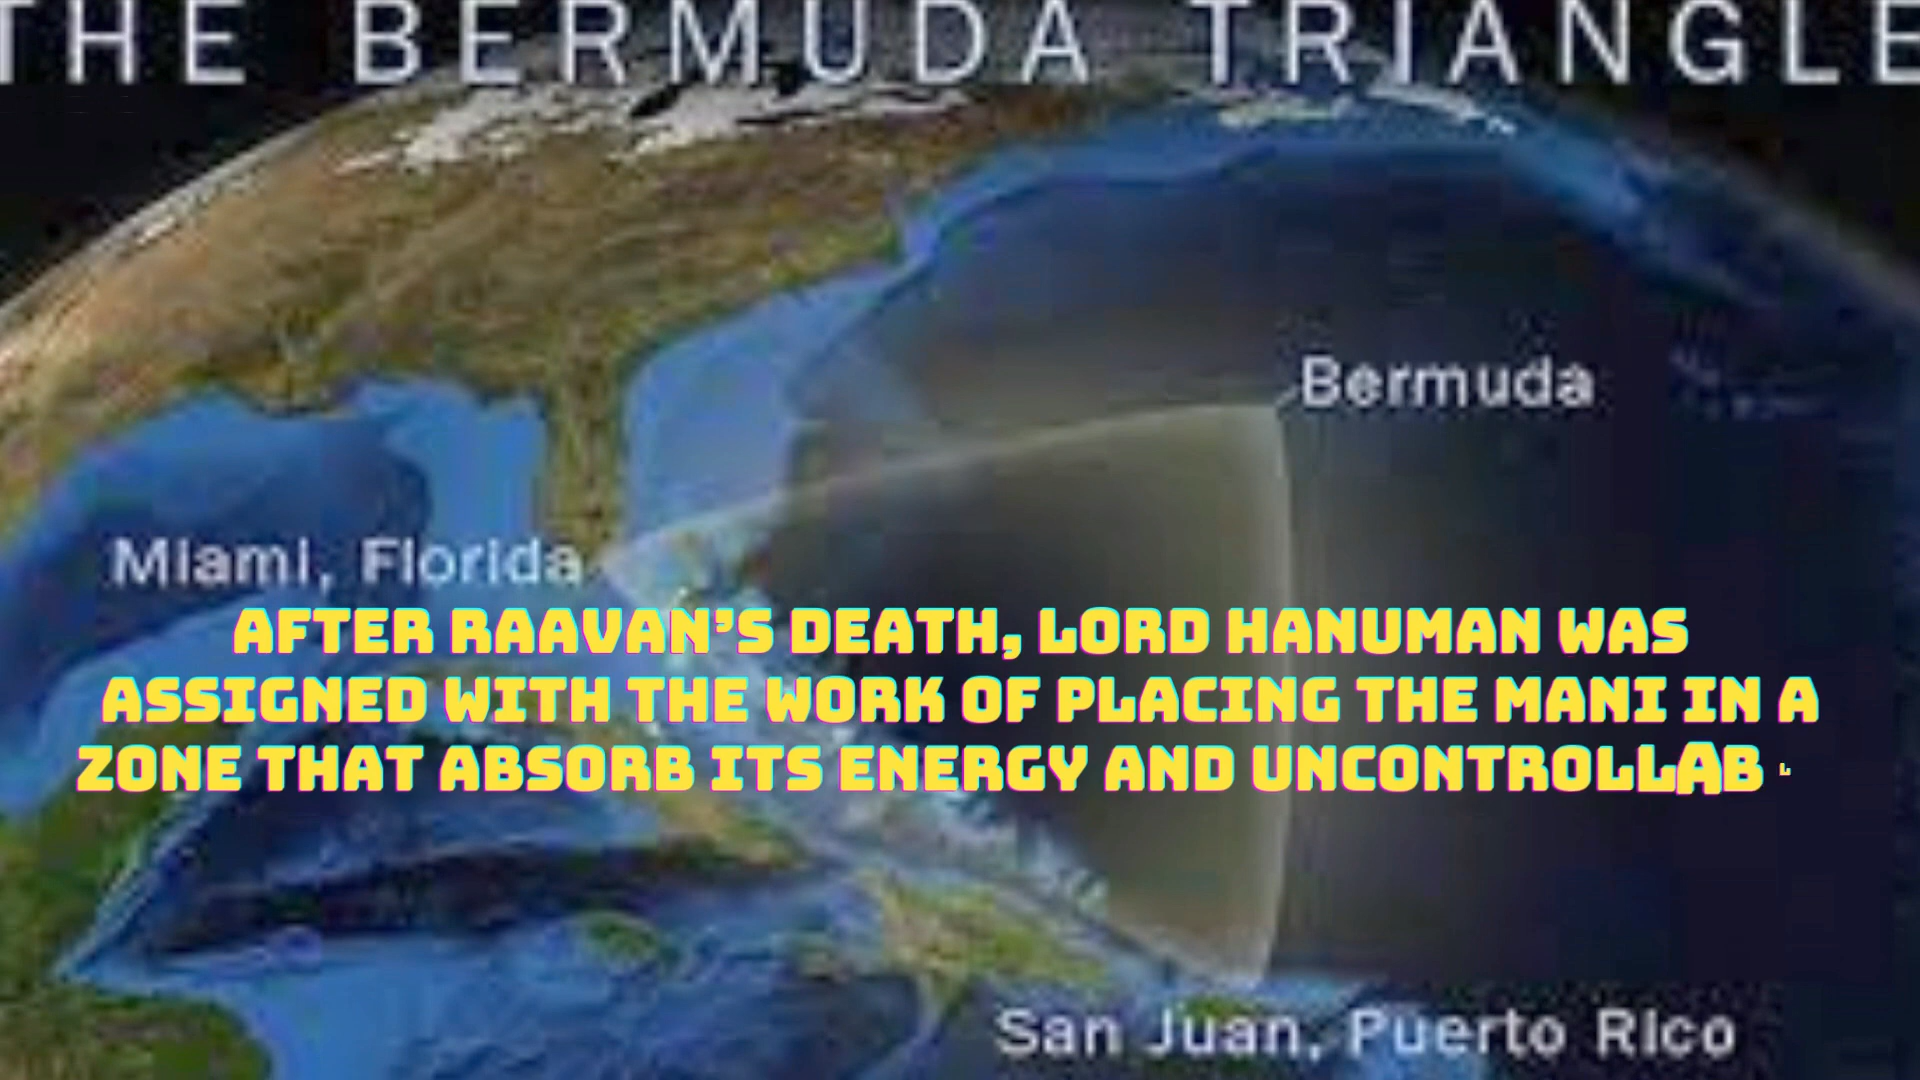 THE BERMUDA TRIANGLE
Bermuda
Miami, Florida
AFTER RAAVAN'S DEATH, LORD HANUMAN WAS
ASSIGNED WITH THE WORK OF PLACING THE MANI IN A
ZONE THAT ABSORB ITS ENERGY AND UNCONTROLLAB L
San Juan, Puerto Rico